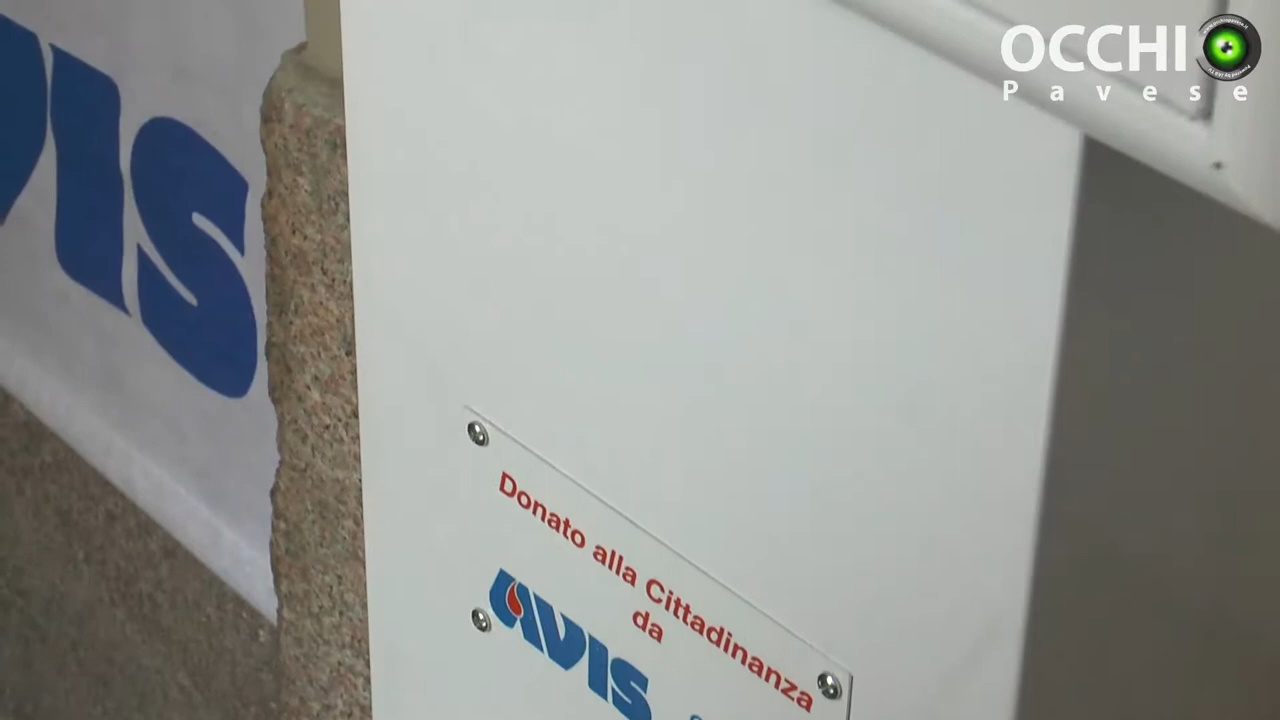 OCCHI
Pavese
VIS
Donato alla Cittadinanza
da
AVIS